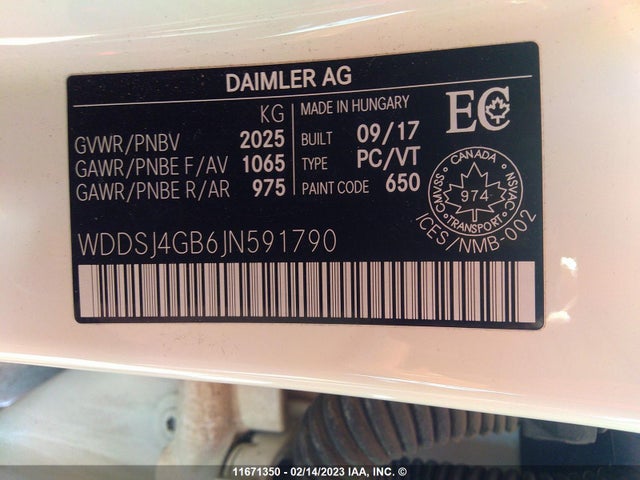 DAIMLER AG
KG
GVWR/PNBV 2025
GAWR/PNBE F/AV 1065
GAWR/PNBE R/AR 975
MADE IN HUNGARY
BUILT 09/17
TYPE PC/VT
PAINT CODE 650
EC
CANADA
CMVSS 974 NSVAC
TRANSPORT
ICES/NMB-002
WDDSJ4GB6JN591790
11671350 - 02/14/2023 IAA, INC. ©